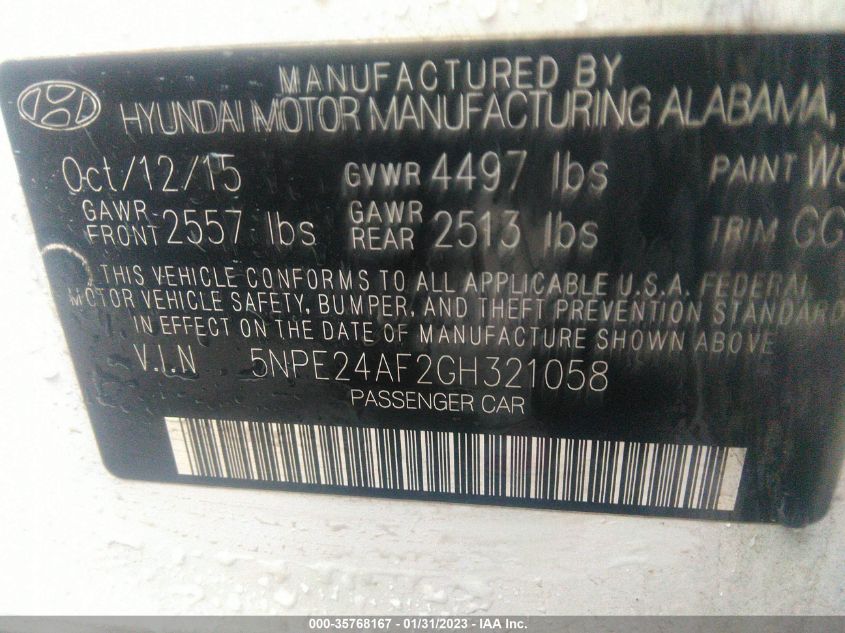 MANUFACTURED BY
HYUNDAI MOTOR MANUFACTURING ALABAMA,
Oct/12/15 GVWR 4497 lbs PAINT
GAWR FRONT 2557 lbs GAWR REAR 2513 lbs TRIM
THIS VEHICLE CONFORMS TO ALL APPLICABLE U.S.A. FEDERAL
MOTOR VEHICLE SAFETY, BUMPER, AND THEFT PREVENTION STANDARD
IN EFFECT ON THE DATE OF MANUFACTURE SHOWN ABOVE
V.I.N 5NPE24AF2GH321058
PASSENGER CAR
000-35768167 — 01/31/2023 — IAA Inc.